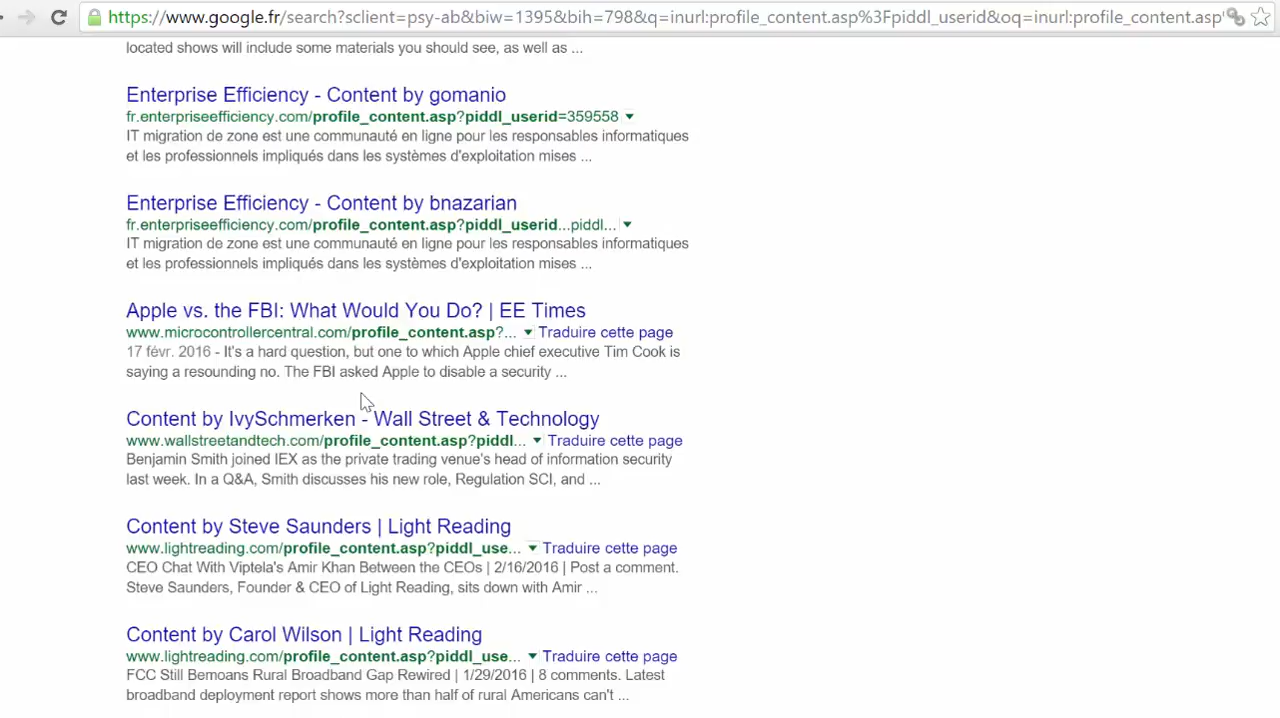 https://www.google.fr/search?sclient=psy-ab&biw=1395&bih=798&q=inurl:profile_content.asp%3Fpiddl_userid&oq=inurl:profile_content.asp
located shows will include some materials you should see, as well as ...
Enterprise Efficiency - Content by gomanio
fr.enterpriseefficiency.com/profile_content.asp?piddl_userid=359558
IT migration de zone est une communauté en ligne pour les responsables informatiques
et les professionnels impliqués dans les systèmes d'exploitation mises ...
Enterprise Efficiency - Content by bnazarian
fr.enterpriseefficiency.com/profile_content.asp?piddl_userid...piddl...
IT migration de zone est une communauté en ligne pour les responsables informatiques
et les professionnels impliqués dans les systèmes d'exploitation mises ...
Apple vs. the FBI: What Would You Do? | EE Times
www.microcontrollercentral.com/profile_content.asp?... Traduire cette page
17 févr. 2016 - It's a hard question, but one to which Apple chief executive Tim Cook is
saying a resounding no. The FBI asked Apple to disable a security ...
Content by IvySchmerken - Wall Street & Technology
www.wallstreetandtech.com/profile_content.asp?piddl... Traduire cette page
Benjamin Smith joined IEX as the private trading venue's head of information security
last week. In a Q&A, Smith discusses his new role, Regulation SCI, and ...
Content by Steve Saunders | Light Reading
www.lightreading.com/profile_content.asp?piddl_use... Traduire cette page
CEO Chat With Viptela's Amir Khan Between the CEOs | 2/16/2016 | Post a comment.
Steve Saunders, Founder & CEO of Light Reading, sits down with Amir ...
Content by Carol Wilson | Light Reading
www.lightreading.com/profile_content.asp?piddl_use... Traduire cette page
FCC Still Bemoans Rural Broadband Gap Rewired | 1/29/2016 | 8 comments. Latest
broadband deployment report shows more than half of rural Americans can't ...